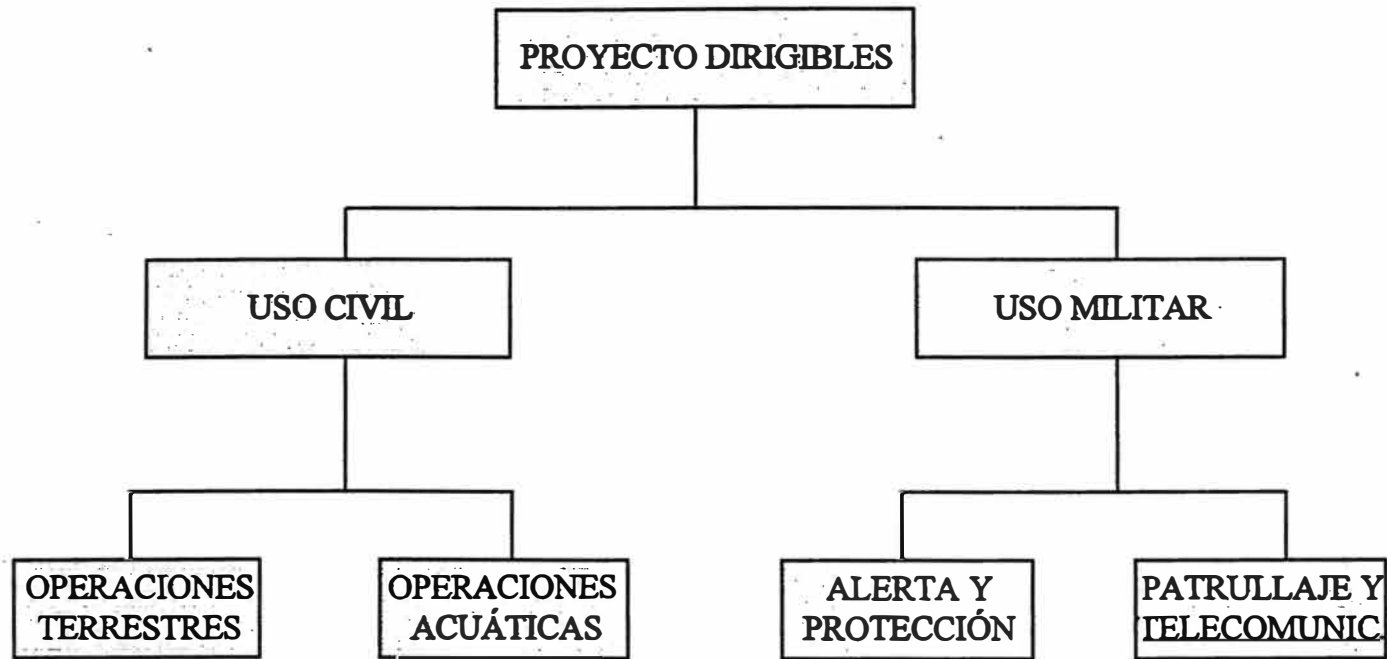 PROYECTO DIRIGIBLES
USO CIVIL
USO MILITAR
OPERACIONES
TERRESTRES
OPERACIONES
ACUÁTICAS
ALERTA Y
PROTECCIÓN
PATRULLAJE Y
TELECOMUNIC.